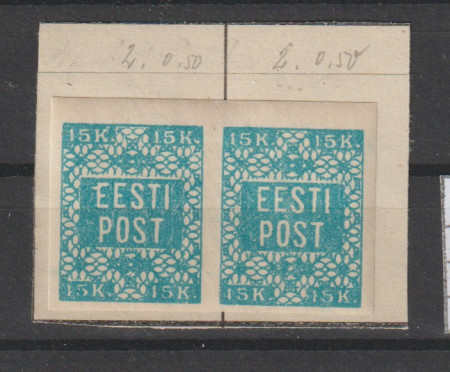 2. 0.50 2. 0.50
15K. 15K. 15K. 15K.
EESTI EESTI
POST POST
15K. 15K. 15K. 15K.